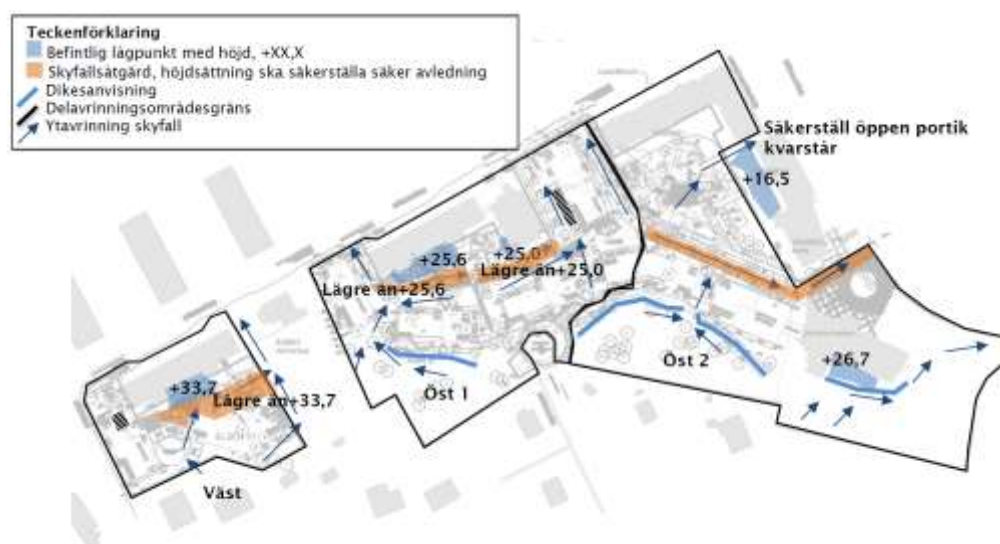 Teckenförklaring
Befintlig lågpunkt med höjd, +XX,X
Skyfallsåtgärd, höjdsättning ska säkerställa säker avledning
Dikesanvisning
Delavrinningsområdesgräns
Ytavrinning skyfall
Säkerställ öppen portik
kvarstår
+16,5
+25,6
+25,0
Lägre än+25,6
Lägre än+25,0
+26,7
Öst 2
Öst 1
+33,7
Lägre än+33,7
Väst